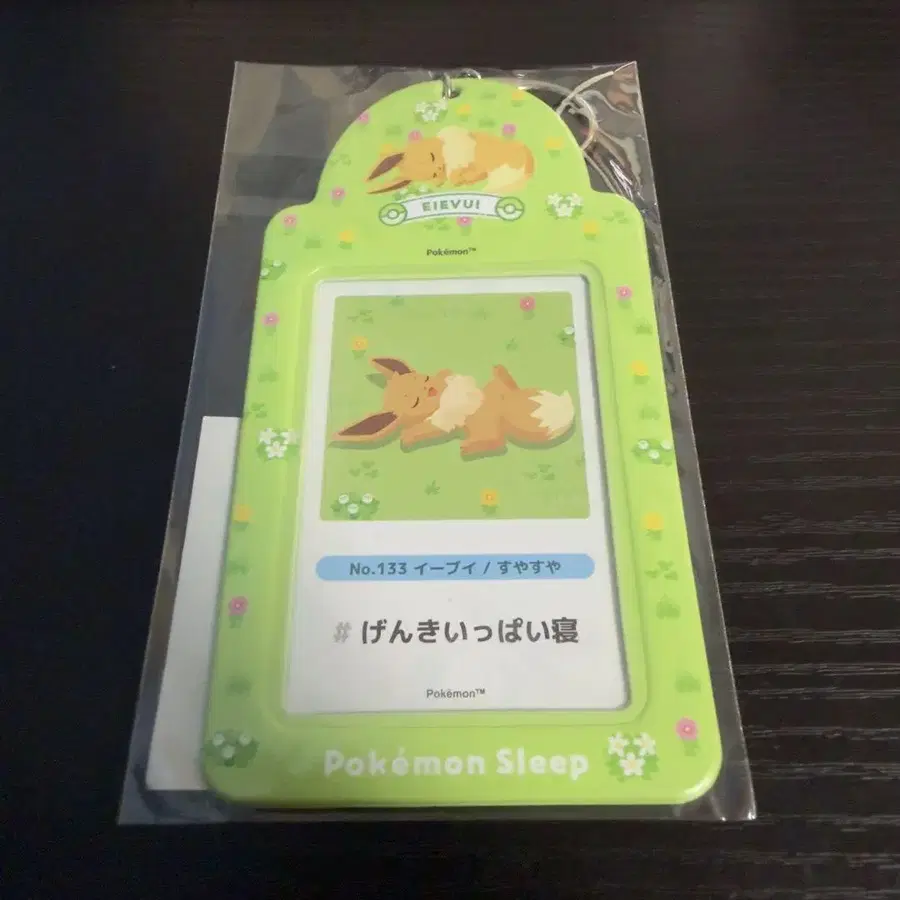 EIEVUI
Pokémon™
No.133 イーブイ / すやすや
# げんきいっぱい寝
Pokémon™
Pokémon Sleep